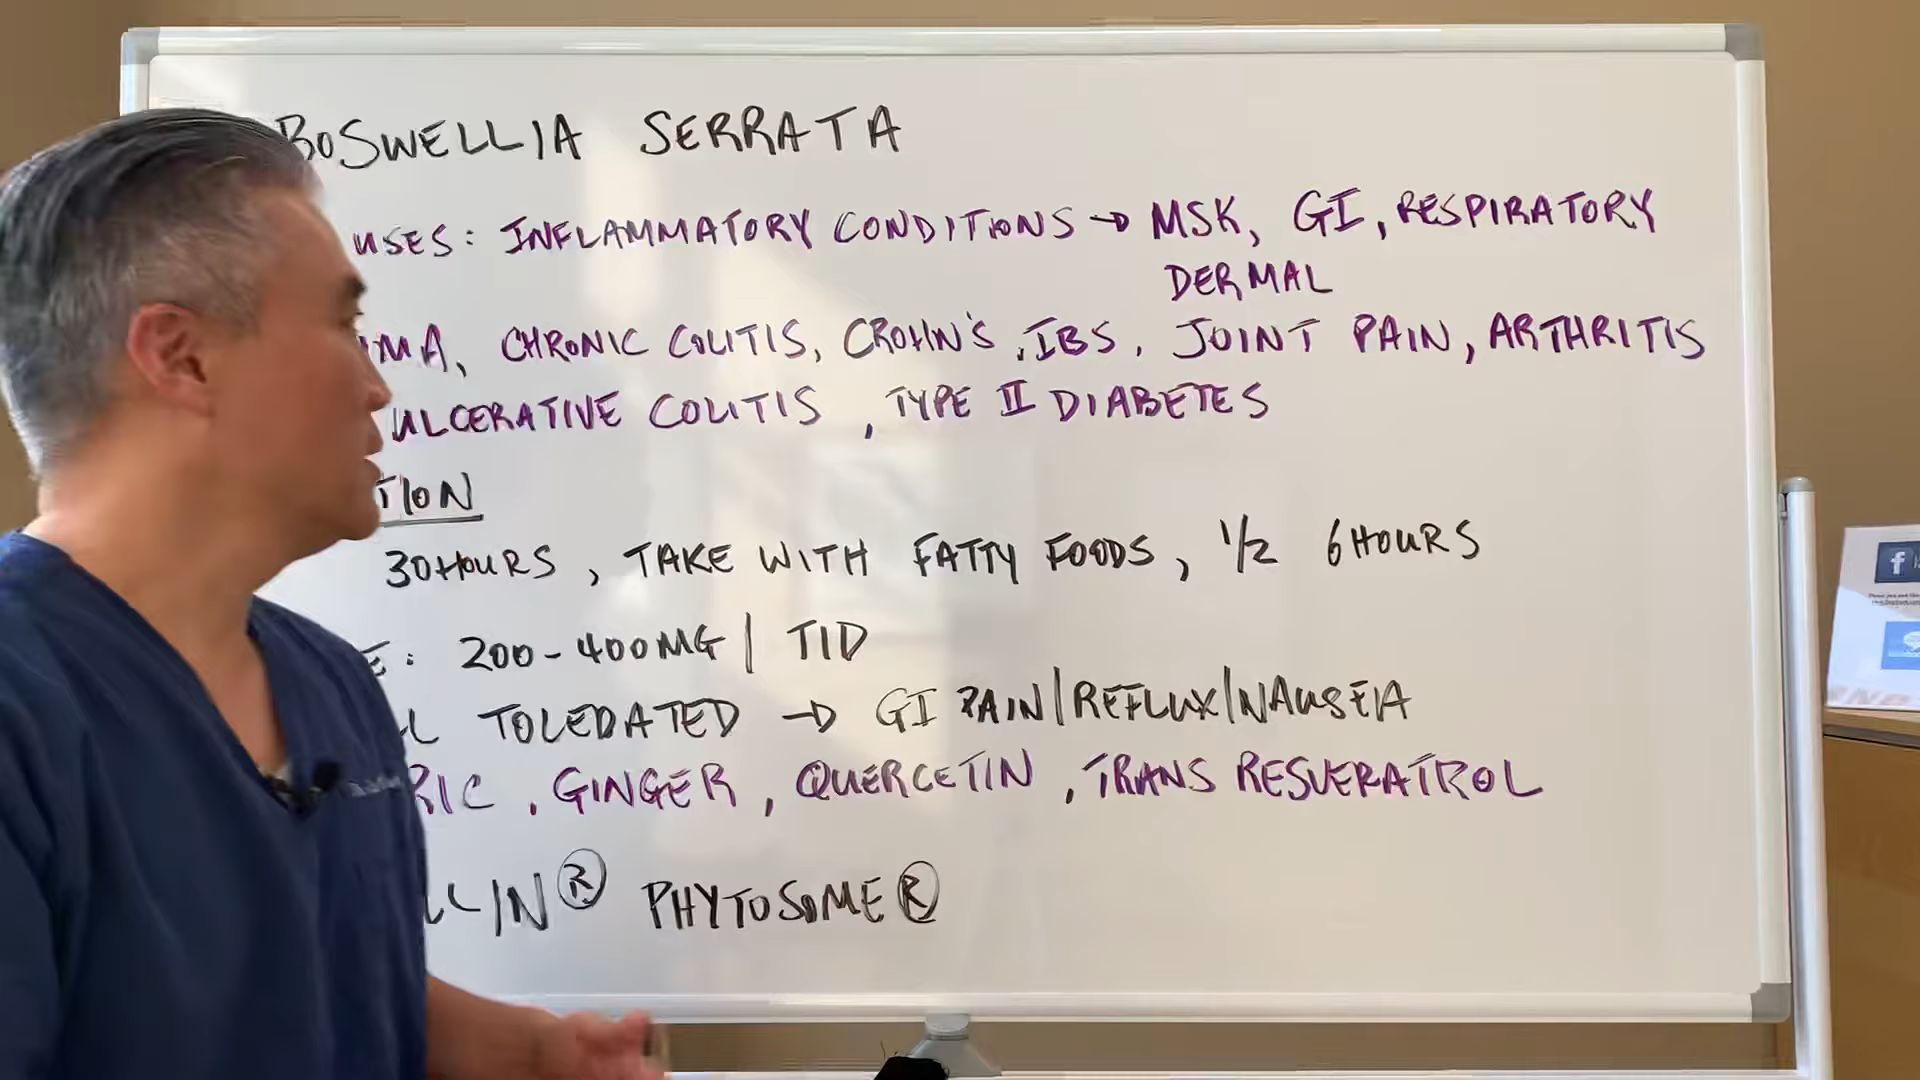 BOSWELLIA SERRATA
USES: INFLAMMATORY CONDITIONS → MSK, GI, RESPIRATORY
DERMAL
MA, CHRONIC COLITIS, CROHN'S, IBS, JOINT PAIN, ARTHRITIS
ULCERATIVE COLITIS, TYPE II DIABETES
TION
30 HOURS, TAKE WITH FATTY FOODS, 1/2 6 HOURS
E: 200-400MG | TID
L TOLEDATED → GI PAIN/REFLUX/NAUSEIA
RIC, GINGER, QUERCETIN, TRANS RESVERATROL
LLIN® PHYTOSOME®
f